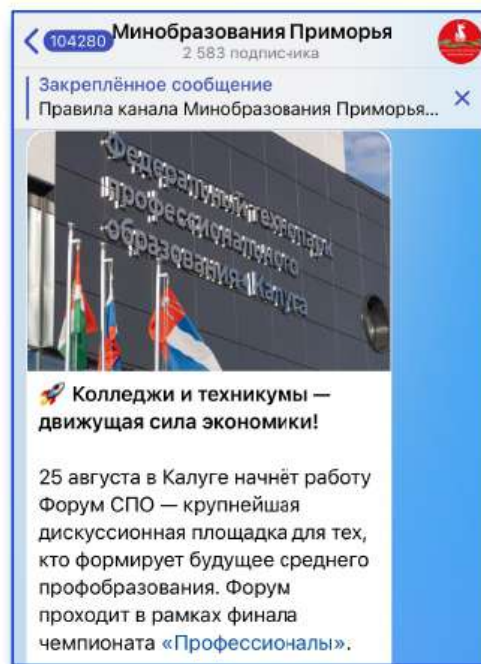 104280
Минобразования Приморья
2 583 подписчика
Закреплённое сообщение
Правила канала Минобразования Приморья...
Федеральный технопарк
профессионального
образования Калуга
🚀 Колледжи и техникумы —
движущая сила экономики!
25 августа в Калуге начнёт работу
Форум СПО — крупнейшая
дискуссионная площадка для тех,
кто формирует будущее среднего
профобразования. Форум
проходит в рамках финала
чемпионата «Профессионалы».